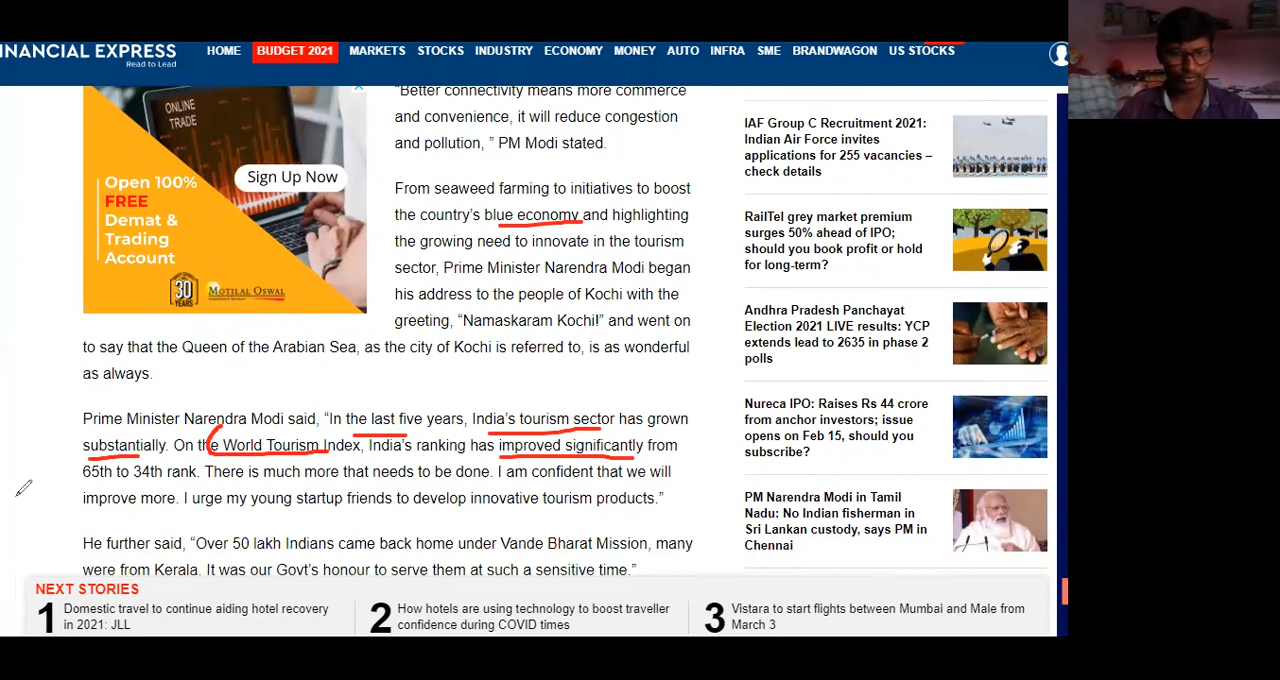 INANCIAL EXPRESS
Read to Lead
HOME BUDGET 2021 MARKETS STOCKS INDUSTRY ECONOMY MONEY AUTO INFRA SME BRANDWAGON US STOCKS
ONLINE
TRADE
Sign Up Now
Open 100%
FREE
Demat &
Trading
Account
30
YEARS
MOTILAL OSWAL
“Better connectivity means more commerce
and convenience, it will reduce congestion
and pollution, ” PM Modi stated.
From seaweed farming to initiatives to boost
the country’s blue economy and highlighting
the growing need to innovate in the tourism
sector, Prime Minister Narendra Modi began
his address to the people of Kochi with the
greeting, “Namaskaram Kochi!” and went on
to say that the Queen of the Arabian Sea, as the city of Kochi is referred to, is as wonderful
as always.
Prime Minister Narendra Modi said, “In the last five years, India’s tourism sector has grown
substantially. On the World Tourism Index, India’s ranking has improved significantly from
65th to 34th rank. There is much more that needs to be done. I am confident that we will
improve more. I urge my young startup friends to develop innovative tourism products.”
He further said, “Over 50 lakh Indians came back home under Vande Bharat Mission, many
were from Kerala. It was our Govt’s honour to serve them at such a sensitive time.”
IAF Group C Recruitment 2021:
Indian Air Force invites
applications for 255 vacancies –
check details
RailTel grey market premium
surges 50% ahead of IPO;
should you book profit or hold
for long-term?
Andhra Pradesh Panchayat
Election 2021 LIVE results: YCP
extends lead to 2635 in phase 2
polls
Nureca IPO: Raises Rs 44 crore
from anchor investors; issue
opens on Feb 15, should you
subscribe?
PM Narendra Modi in Tamil
Nadu: No Indian fisherman in
Sri Lankan custody, says PM in
Chennai
NEXT STORIES
1 Domestic travel to continue aiding hotel recovery
in 2021: JLL
2 How hotels are using technology to boost traveller
confidence during COVID times
3 Vistara to start flights between Mumbai and Male from
March 3